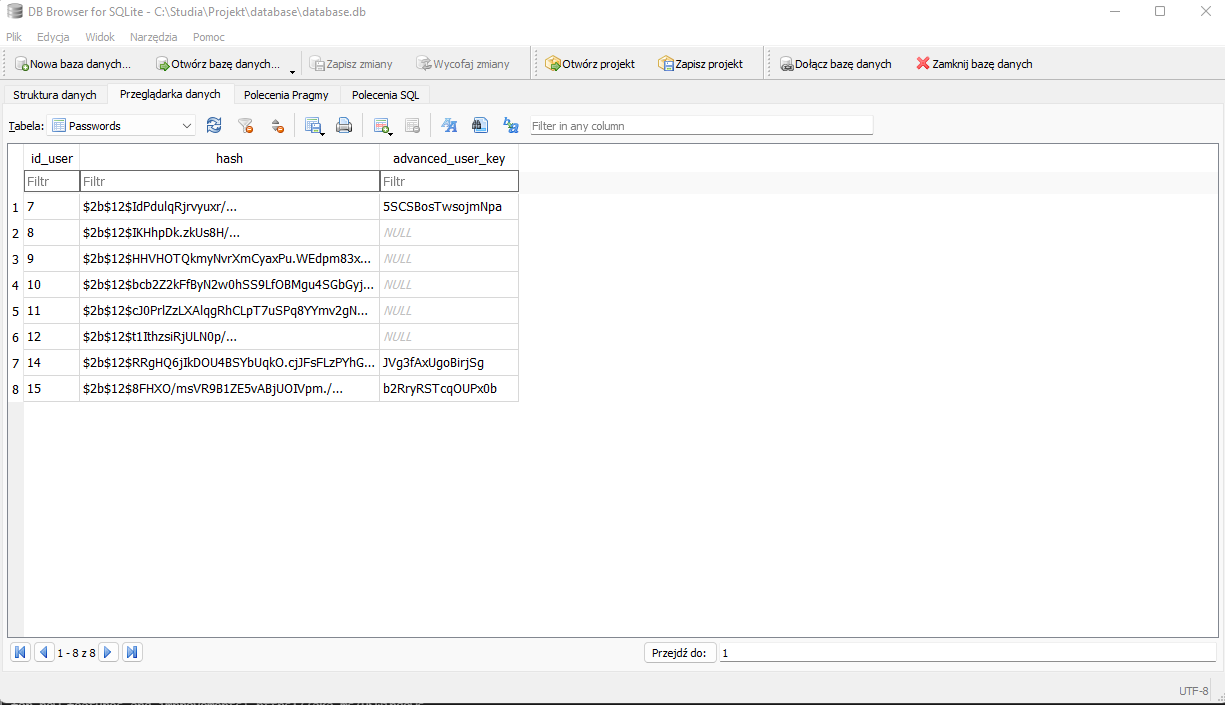 DB Browser for SQLite - C:\Studia\Projekt\database\database.db
Plik Edycja Widok Narzędzia Pomoc
Nowa baza danych... Otwórz bazę danych... Zapisz zmiany Wycofaj zmiany Otwórz projekt Zapisz projekt Dołącz bazę danych Zamknij bazę danych
Struktura danych Przeglądarka danych Polecenia Pragmy Polecenia SQL
Tabela: Passwords Filter in any column
id_user hash advanced_user_key
Filtr Filtr Filtr
1 7 $2b$12$IdPdulqRjrvyuxr/... 5SCSBosTwsojmNpa
2 8 $2b$12$IKHhpDk.zkUs8H/... NULL
3 9 $2b$12$HHVHOTQkmyNvrXmCyaxPu.WEdpm83x... NULL
4 10 $2b$12$bcb2Z2kFfByN2w0hSS9LfOBMgu4SGbGyj... NULL
5 11 $2b$12$cJ0PrlZzLXAlqgRhCLpT7uSPq8YYmv2gN... NULL
6 12 $2b$12$t1IthzsiRjULN0p/... NULL
7 14 $2b$12$RRgHQ6jIkDOU4BSYbUqkO.cjJFsFLzPYhG... JVg3fAxUgoBirjSg
8 15 $2b$12$8FHXO/msVR9B1ZE5vABjUOIVpm./... b2RryRSTcqOUPx0b
1 - 8 z 8 Przejdź do: 1
UTF-8